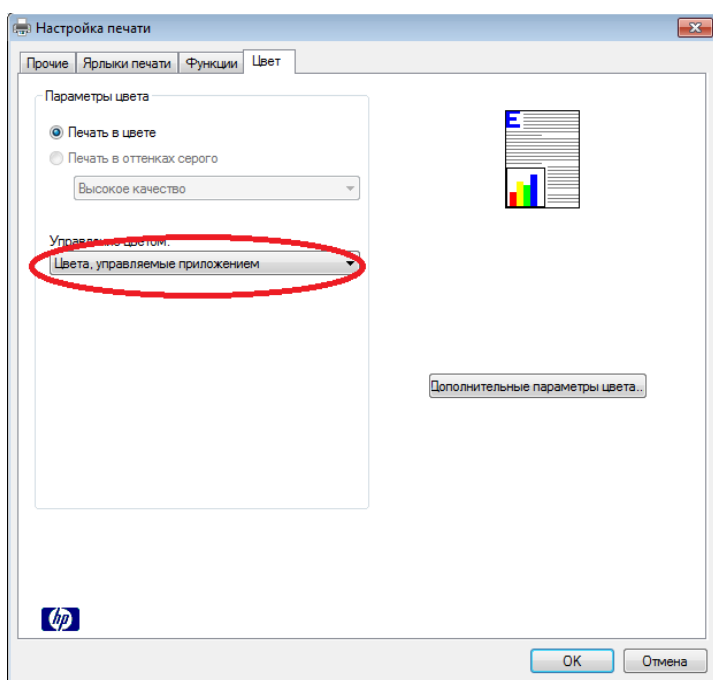 Настройка печати
Прочие Ярлыки печати Функции Цвет
Параметры цвета
Печать в цвете
Печать в оттенках серого
Высокое качество
Управление цветом:
Цвета, управляемые приложением
E
Дополнительные параметры цвета..
hp
OK Отмена